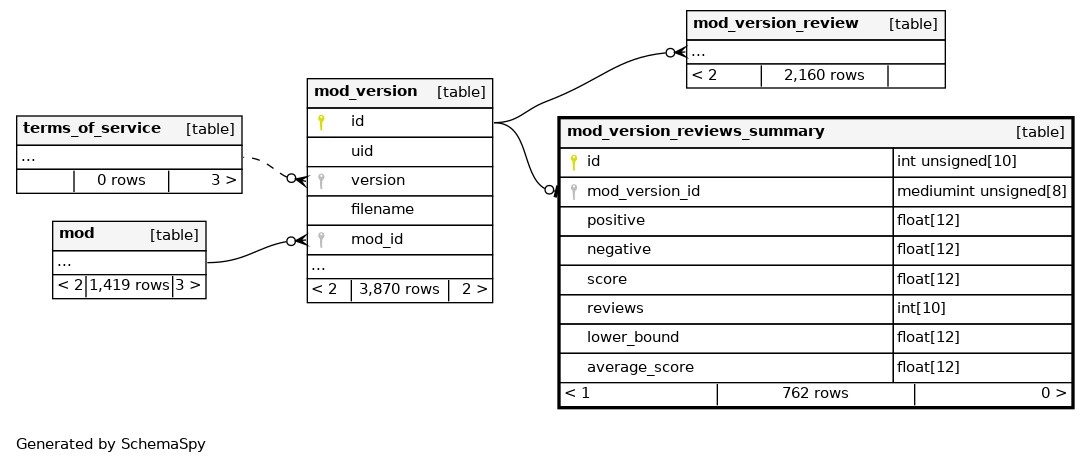 mod_version_review [table]
...
< 2 2,160 rows
mod_version [table]
id
uid
version
filename
mod_id
...
< 2 3,870 rows 2 >
terms_of_service [table]
...
0 rows 3 >
mod [table]
...
< 2 1,419 rows 3 >
mod_version_reviews_summary [table]
id int unsigned[10]
mod_version_id mediumint unsigned[8]
positive float[12]
negative float[12]
score float[12]
reviews int[10]
lower_bound float[12]
average_score float[12]
< 1 762 rows 0 >
Generated by SchemaSpy